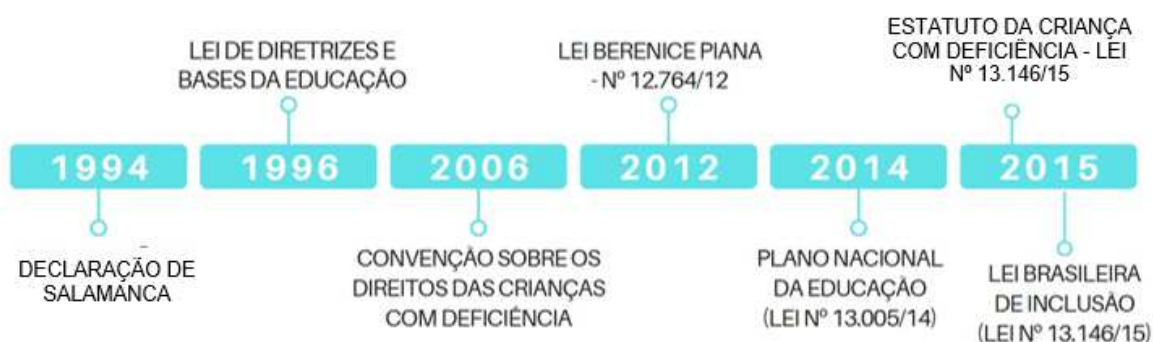 LEI DE DIRETRIZES E
BASES DA EDUCAÇÃO
LEI BERENICE PIANA
- Nº 12.764/12
ESTATUTO DA CRIANÇA
COM DEFICIÊNCIA - LEI
Nº 13.146/15
1994
1996
2006
2012
2014
2015
DECLARAÇÃO DE
SALAMANCA
CONVENÇÃO SOBRE OS
DIREITOS DAS CRIANÇAS
COM DEFICIÊNCIA
PLANO NACIONAL
DA EDUCAÇÃO
(LEI Nº 13.005/14)
LEI BRASILEIRA
DE INCLUSÃO
(LEI Nº 13.146/15)